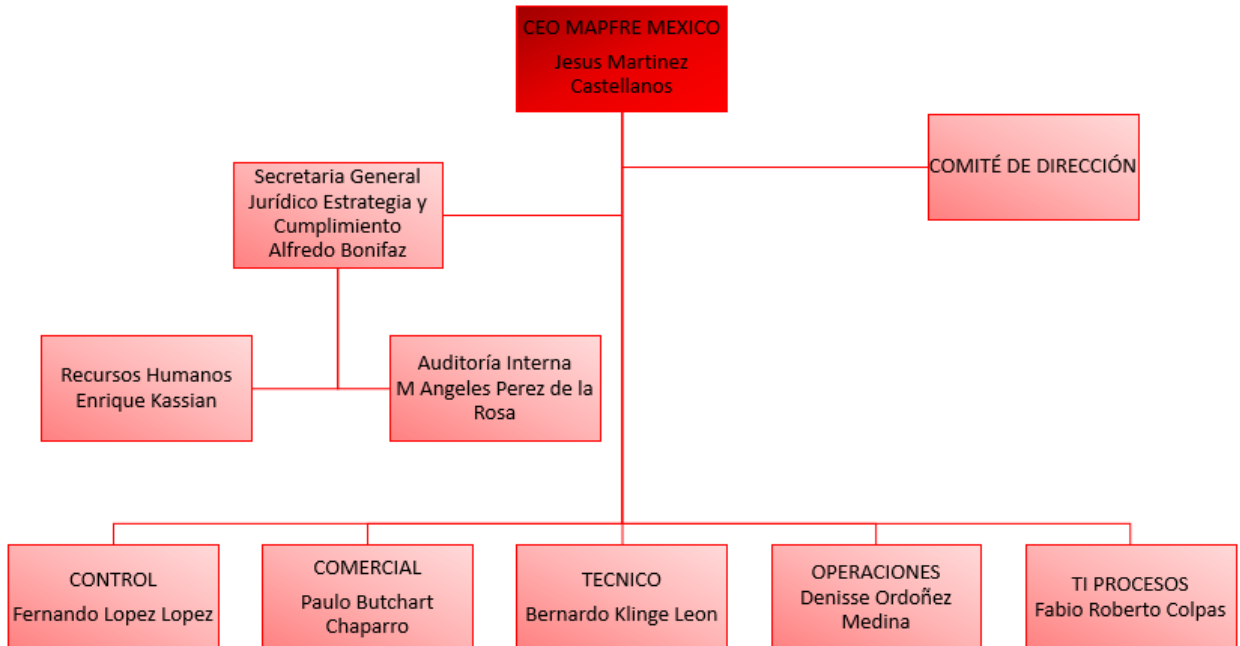 CEO MAPFRE MEXICO
Jesus Martinez
Castellanos
COMITÉ DE DIRECCIÓN
Secretaria General
Jurídico Estrategia y
Cumplimiento
Alfredo Bonifaz
Recursos Humanos
Enrique Kassian
Auditoría Interna
M Angeles Perez de la
Rosa
CONTROL
Fernando Lopez Lopez
COMERCIAL
Paulo Butchart
Chaparro
TECNICO
Bernardo Klinge Leon
OPERACIONES
Denisse Ordoñez
Medina
TI PROCESOS
Fabio Roberto Colpas